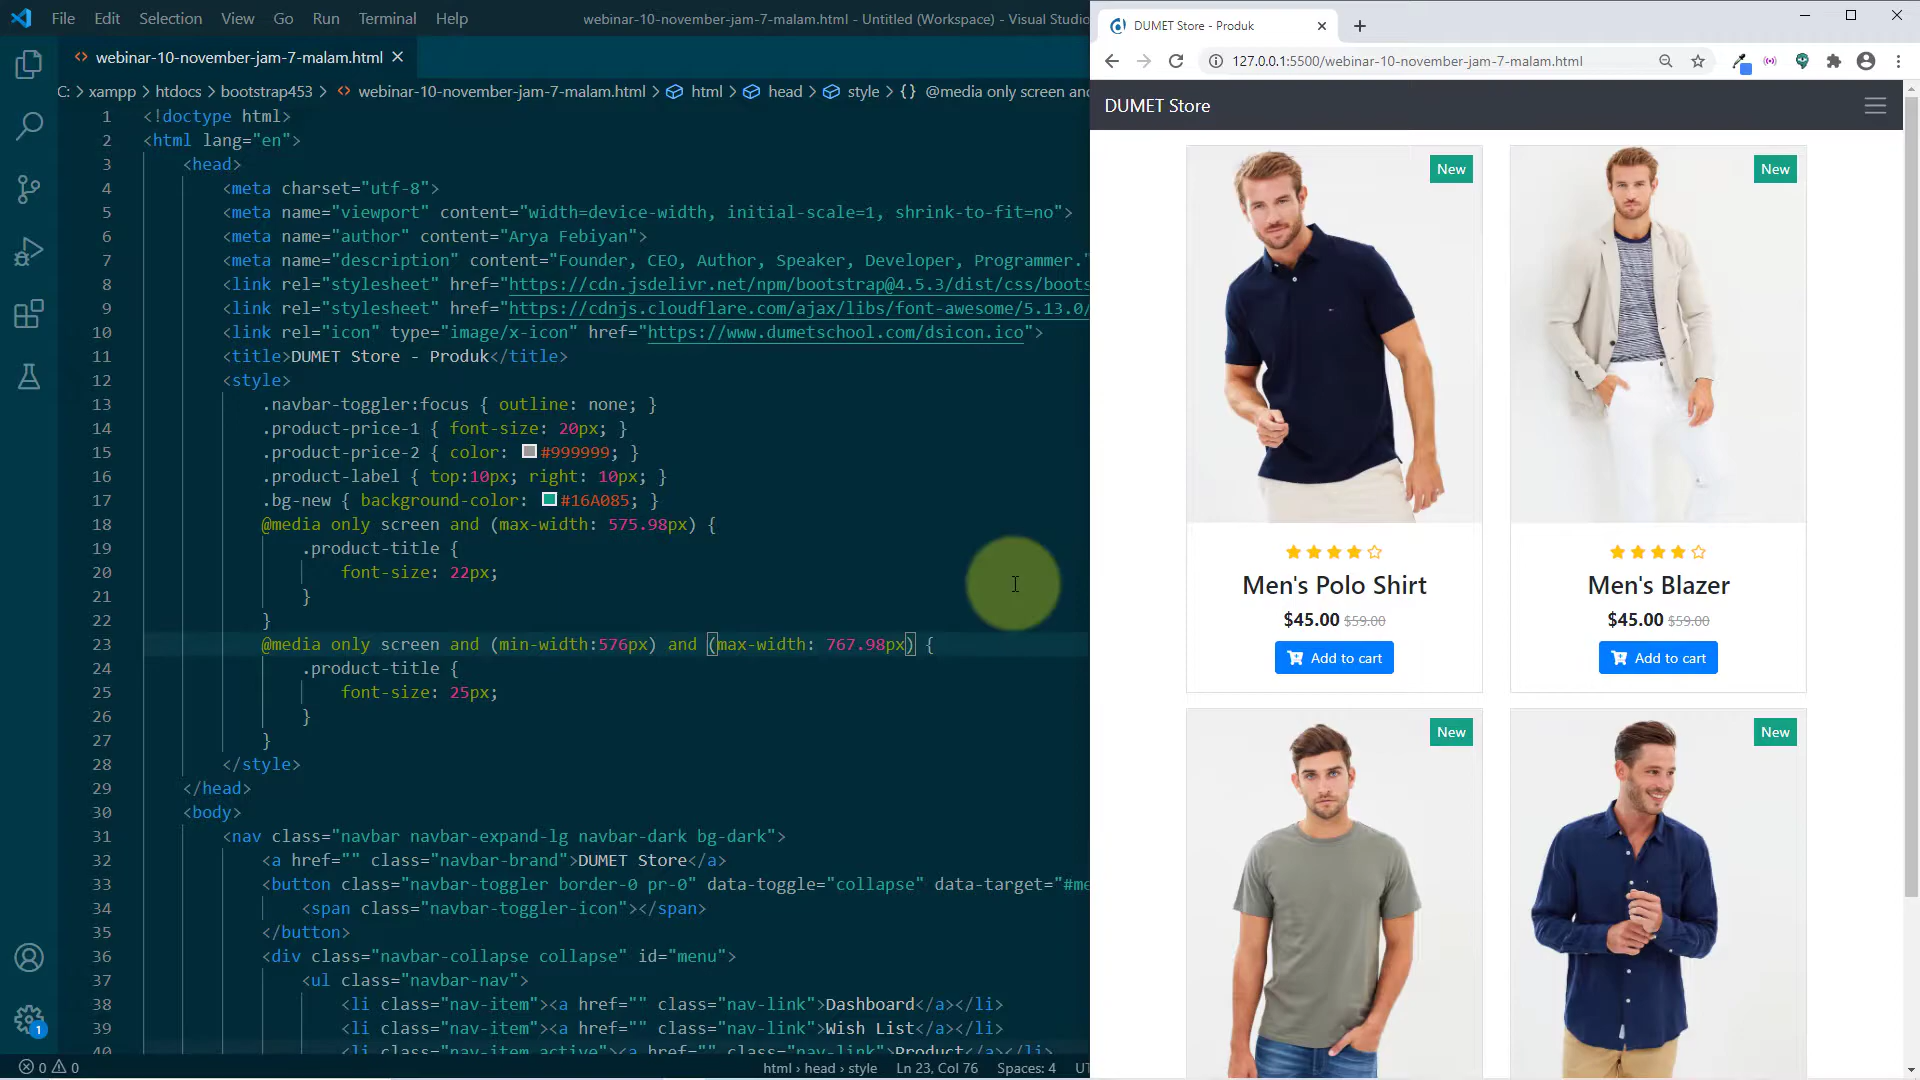 File Edit Selection View Go Run Terminal Help
webinar-10-november-jam-7-malam.html - Untitled (Workspace) - Visual Studio
webinar-10-november-jam-7-malam.html
C: > xampp > htdocs > bootstrap453 > webinar-10-november-jam-7-malam.html > html > head > style > {} @media only screen and
1 <!doctype html>
2 <html lang="en">
3 <head>
4 <meta charset="utf-8">
5 <meta name="viewport" content="width=device-width, initial-scale=1, shrink-to-fit=no">
6 <meta name="author" content="Arya Febiyan">
7 <meta name="description" content="Founder, CEO, Author, Speaker, Developer, Programmer."
8 <link rel="stylesheet" href="https://cdn.jsdelivr.net/npm/bootstrap@4.5.3/dist/css/boots
9 <link rel="stylesheet" href="https://cdnjs.cloudflare.com/ajax/libs/font-awesome/5.13.0/
10 <link rel="icon" type="image/x-icon" href="https://www.dumetschool.com/dsicon.ico">
11 <title>DUMET Store - Produk</title>
12 <style>
13 .navbar-toggler:focus { outline: none; }
14 .product-price-1 { font-size: 20px; }
15 .product-price-2 { color: #999999; }
16 .product-label { top:10px; right: 10px; }
17 .bg-new { background-color: #16A085; }
18 @media only screen and (max-width: 575.98px) {
19 .product-title {
20 font-size: 22px;
21 }
22 }
23 @media only screen and (min-width:576px) and (max-width: 767.98px) {
24 .product-title {
25 font-size: 25px;
26 }
27 }
28 </style>
29 </head>
30 <body>
31 <nav class="navbar navbar-expand-lg navbar-dark bg-dark">
32 <a href="" class="navbar-brand">DUMET Store</a>
33 <button class="navbar-toggler border-0 pr-0" data-toggle="collapse" data-target="#me
34 <span class="navbar-toggler-icon"></span>
35 </button>
36 <div class="navbar-collapse collapse" id="menu">
37 <ul class="navbar-nav">
38 <li class="nav-item"><a href="" class="nav-link">Dashboard</a></li>
39 <li class="nav-item"><a href="" class="nav-link">Wish List</a></li>
40 <li class="nav-item active"><a href="" class="nav-link">Product</a></li>
1
0 0
html > head > style Ln 23, Col 76 Spaces: 4 UT
DUMET Store - Produk
127.0.0.1:5500/webinar-10-november-jam-7-malam.html
DUMET Store
New
New
Men's Polo Shirt
$45.00 $59.00
Add to cart
Men's Blazer
$45.00 $59.00
Add to cart
New
New